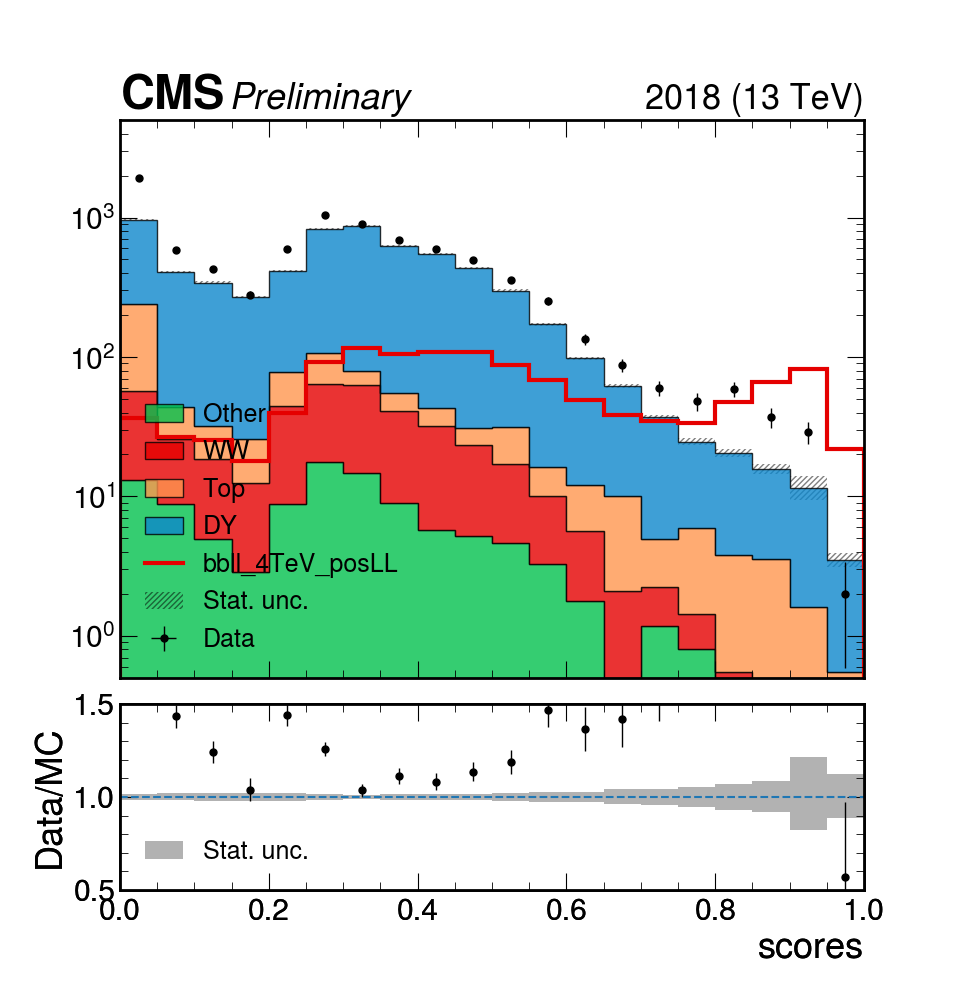 CMS Preliminary 2018 (13 TeV)
10³
10²
10¹
10⁰
Other
WW
Top
DY
bbll_4TeV_posLL
Stat. unc.
Data
1.5
1.0
0.5
Data/MC
Stat. unc.
0.0 0.2 0.4 0.6 0.8 1.0
scores